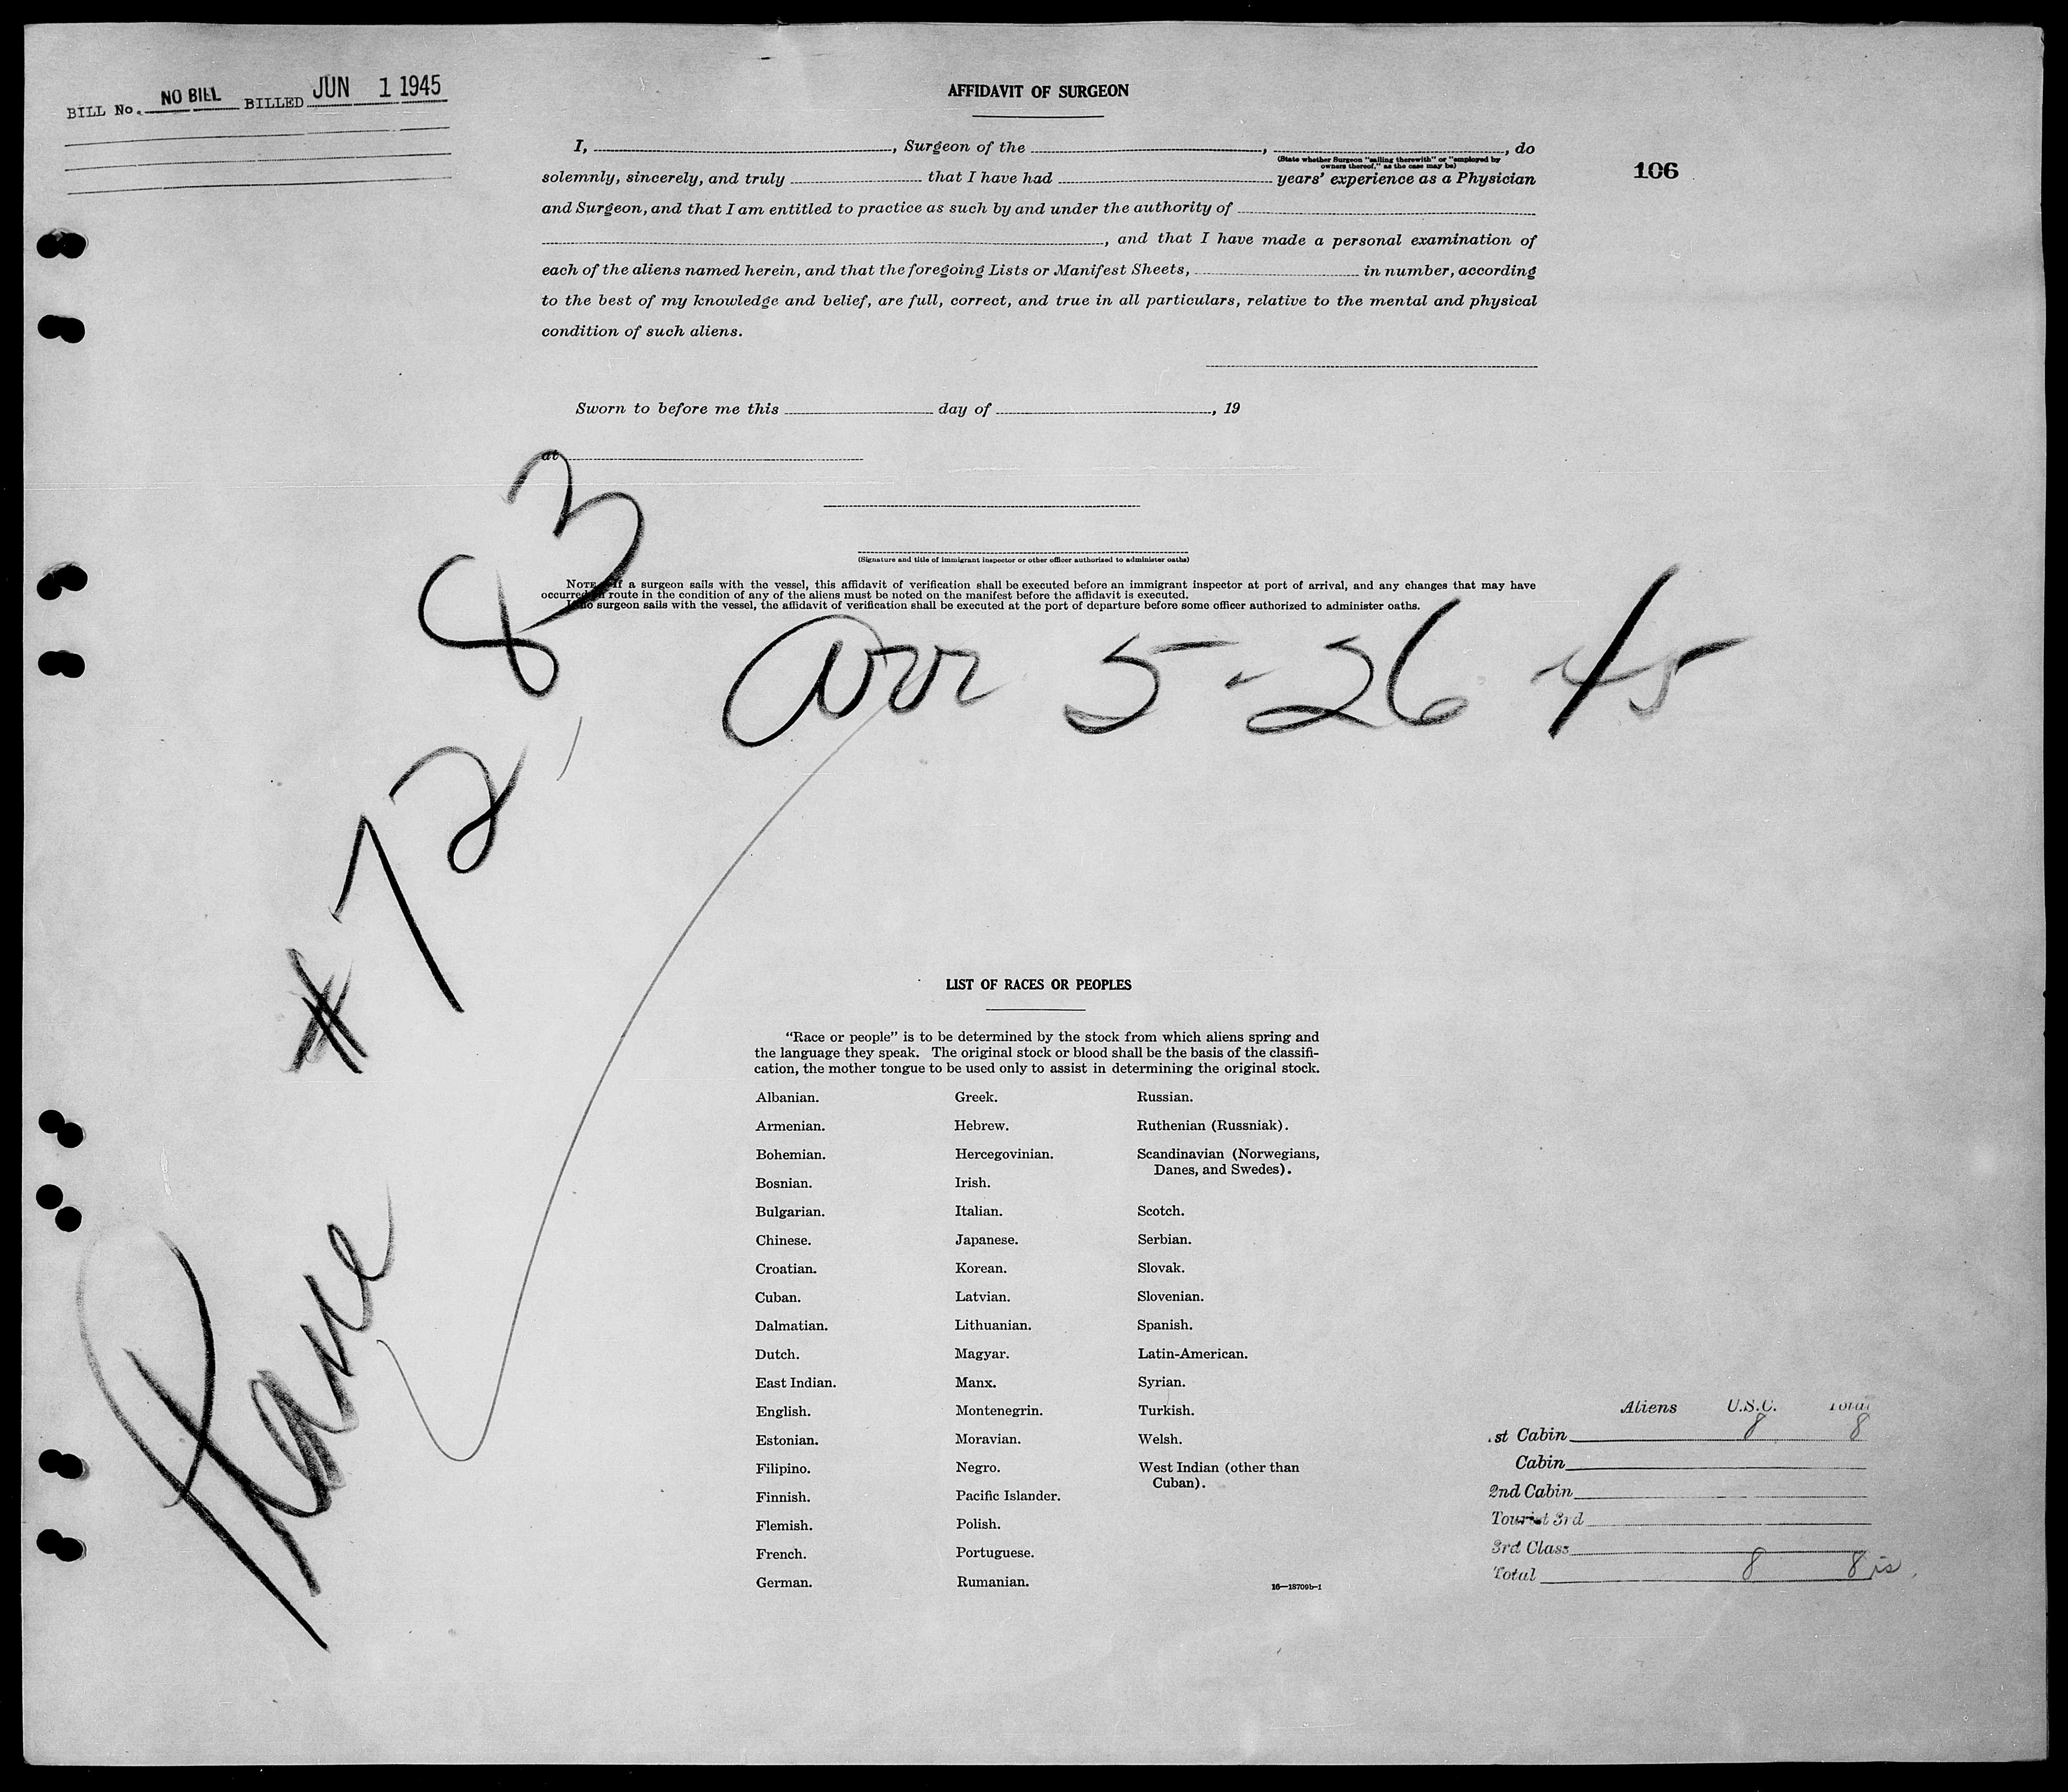 BILL No. NO BILL BILLED JUN 1 1945
AFFIDAVIT OF SURGEON
106
I, , Surgeon of the , , do
(State whether Surgeon "sailing therewith" or "employed by
owners thereof," as the case may be)
solemnly, sincerely, and truly that I have had years' experience as a Physician
and Surgeon, and that I am entitled to practice as such by and under the authority of
, and that I have made a personal examination of
each of the aliens named herein, and that the foregoing Lists or Manifest Sheets, in number, according
to the best of my knowledge and belief, are full, correct, and true in all particulars, relative to the mental and physical
condition of such aliens.
Sworn to before me this day of , 19
at
(Signature and title of immigrant inspector or other officer authorized to administer oaths)
NOTE. If a surgeon sails with the vessel, this affidavit of verification shall be executed before an immigrant inspector at port of arrival, and any changes that may have
occurred en route in the condition of any of the aliens must be noted on the manifest before the affidavit is executed.
If no surgeon sails with the vessel, the affidavit of verification shall be executed at the port of departure before some officer authorized to administer oaths.
arr 5-26 45
Plane #72, 83
LIST OF RACES OR PEOPLES
"Race or people" is to be determined by the stock from which aliens spring and
the language they speak. The original stock or blood shall be the basis of the classifi-
cation, the mother tongue to be used only to assist in determining the original stock.
Albanian.
Armenian.
Bohemian.
Bosnian.
Bulgarian.
Chinese.
Croatian.
Cuban.
Dalmatian.
Dutch.
East Indian.
English.
Estonian.
Filipino.
Finnish.
Flemish.
French.
German.
Greek.
Hebrew.
Hercegovinian.
Irish.
Italian.
Japanese.
Korean.
Latvian.
Lithuanian.
Magyar.
Manx.
Montenegrin.
Moravian.
Negro.
Pacific Islander.
Polish.
Portuguese.
Rumanian.
Russian.
Ruthenian (Russniak).
Scandinavian (Norwegians,
Danes, and Swedes).
Scotch.
Serbian.
Slovak.
Slovenian.
Spanish.
Latin-American.
Syrian.
Turkish.
Welsh.
West Indian (other than
Cuban).
16—18709b-1
Aliens U.S.C. Total
1st Cabin 8 8
Cabin
2nd Cabin
Tourist 3rd
3rd Class
Total 8 8